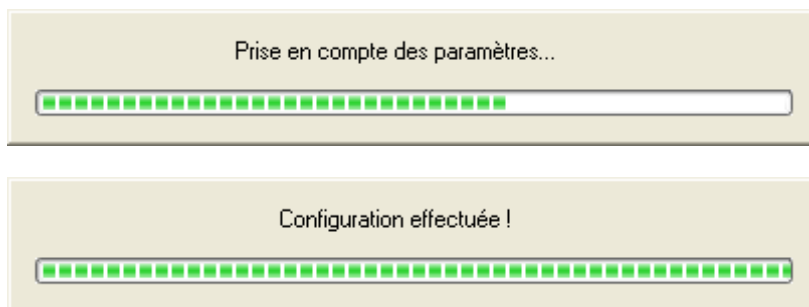 Prise en compte des paramètres...
Configuration effectuée !